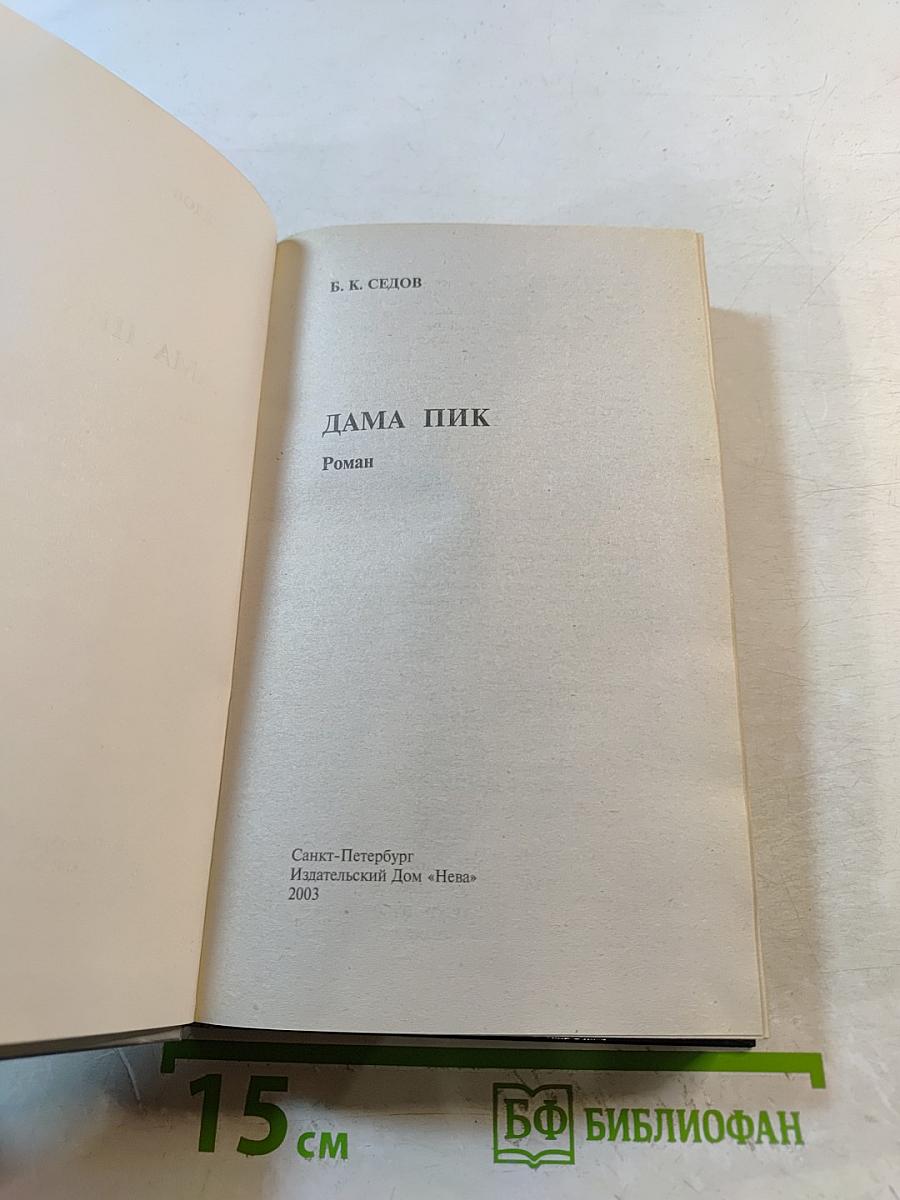 Б. К. СЕДОВ
ДАМА ПИК
Роман
Санкт-Петербург
Издательский Дом «Нева»
2003
15 см
БФ БИБЛИОФАН